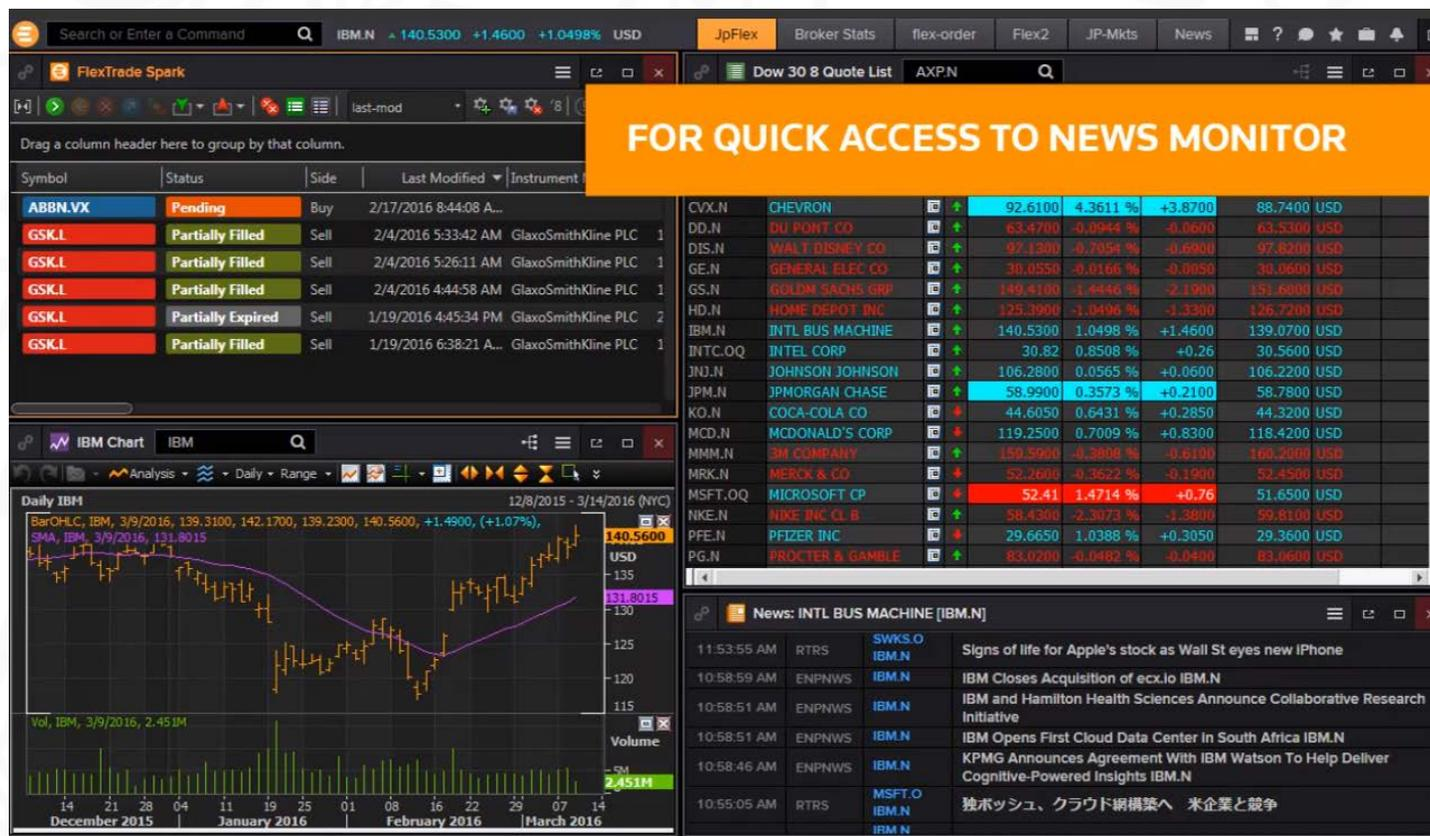 Search or Enter a Command
IBM.N 140.5300 +1.4600 +1.0498% USD
JpFlex Broker Stats flex-order Flex2 JP-Mkts News
FlexTrade Spark
last-mod
Drag a column header here to group by that column.
Symbol Status Side Last Modified Instrument
ABBN.VX Pending Buy 2/17/2016 8:44:08 A...
GSK.L Partially Filled Sell 2/4/2016 5:33:42 AM GlaxoSmithKline PLC 1
GSK.L Partially Filled Sell 2/4/2016 5:26:11 AM GlaxoSmithKline PLC 1
GSK.L Partially Filled Sell 2/4/2016 4:44:58 AM GlaxoSmithKline PLC 1
GSK.L Partially Expired Sell 1/19/2016 4:45:34 PM GlaxoSmithKline PLC 2
GSK.L Partially Filled Sell 1/19/2016 6:38:21 A... GlaxoSmithKline PLC 1
Dow 30 8 Quote List AXP.N
FOR QUICK ACCESS TO NEWS MONITOR
CVX.N CHEVRON 92.6100 4.3611 % +3.8700 88.7400 USD
DD.N DU PONT CO 63.4700 -0.0944 % -0.0600 63.5300 USD
DIS.N WALT DISNEY CO 97.1300 -0.7054 % -0.6900 97.8200 USD
GE.N GENERAL ELEC CO 30.0550 -0.0166 % -0.0050 30.0600 USD
GS.N GOLDM SACHS GRP 149.4100 -1.4446 % -2.1900 151.6000 USD
HD.N HOME DEPOT INC 125.3900 -1.0496 % -1.3300 126.7200 USD
IBM.N INTL BUS MACHINE 140.5300 1.0498 % +1.4600 139.0700 USD
INTC.OQ INTEL CORP 30.82 0.8508 % +0.26 30.5600 USD
JNJ.N JOHNSON JOHNSON 106.2800 0.0565 % +0.0600 106.2200 USD
JPM.N JPMORGAN CHASE 58.9900 0.3573 % +0.2100 58.7800 USD
KO.N COCA-COLA CO 44.6050 0.6431 % +0.2850 44.3200 USD
MCD.N MCDONALD'S CORP 119.2500 0.7009 % +0.8300 118.4200 USD
MMM.N 3M COMPANY 159.5900 -0.3808 % -0.6100 160.2000 USD
MRK.N MERCK & CO 52.2600 -0.3622 % -0.1900 52.4500 USD
MSFT.OQ MICROSOFT CP 52.41 1.4714 % +0.76 51.6500 USD
NKE.N NIKE INC CL B 58.4300 -2.3073 % -1.3800 59.8100 USD
PFE.N PFIZER INC 29.6650 1.0388 % +0.3050 29.3600 USD
PG.N PROCTER & GAMBLE 83.0200 -0.0482 % -0.0400 83.0600 USD
IBM Chart IBM
Analysis Daily Range
Daily IBM 12/8/2015 - 3/14/2016 (NYC)
BarOHLC, IBM, 3/9/2016, 139.3100, 142.1700, 139.2300, 140.5600, +1.4900, (+1.07%),
SMA, IBM, 3/9/2016, 131.8015
140.5600
USD
135
131.8015
130
125
120
115
Vol, IBM, 3/9/2016, 2.451M
Volume
5M
2.451M
14 21 28 04 11 19 25 01 08 16 22 29 07 14
December 2015 January 2016 February 2016 March 2016
News: INTL BUS MACHINE [IBM.N]
11:53:55 AM RTRS SWKS.O IBM.N Signs of life for Apple's stock as Wall St eyes new iPhone
10:58:59 AM ENPNWS IBM.N IBM Closes Acquisition of ecx.io IBM.N
10:58:51 AM ENPNWS IBM.N IBM and Hamilton Health Sciences Announce Collaborative Research
Initiative
10:58:51 AM ENPNWS IBM.N IBM Opens First Cloud Data Center in South Africa IBM.N
10:58:46 AM ENPNWS IBM.N KPMG Announces Agreement With IBM Watson To Help Deliver
Cognitive-Powered Insights IBM.N
10:55:05 AM RTRS MSFT.O IBM.N 独ボッシュ、クラウド網構築へ 米企業と競争
IBM.N